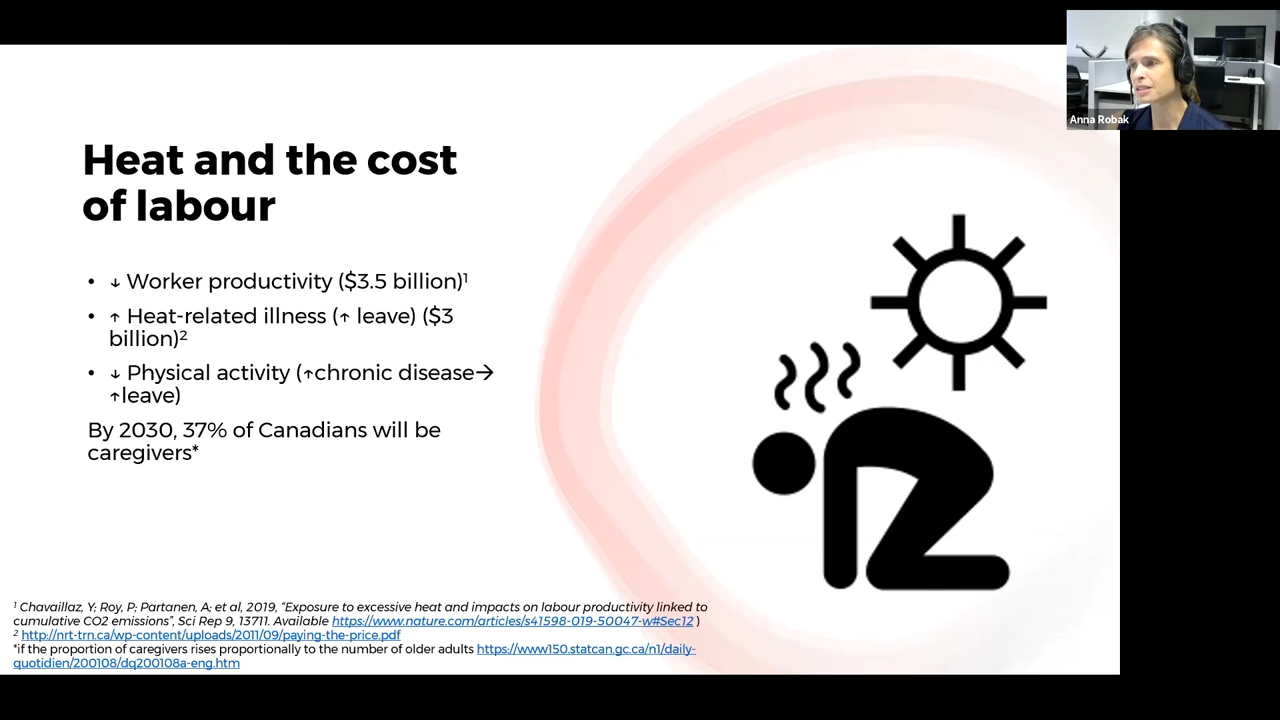 Anna Robak
Heat and the cost
of labour
• ↓ Worker productivity ($3.5 billion)¹
• ↑ Heat-related illness (↑ leave) ($3
billion)²
• ↓ Physical activity (↑chronic disease→
↑leave)
By 2030, 37% of Canadians will be
caregivers*
¹ Chavaillaz, Y; Roy, P; Partanen, A; et al, 2019, “Exposure to excessive heat and impacts on labour productivity linked to
cumulative CO2 emissions”, Sci Rep 9, 13711. Available https://www.nature.com/articles/s41598-019-50047-w#Sec12 )
² http://nrt-trn.ca/wp-content/uploads/2011/09/paying-the-price.pdf
*if the proportion of caregivers rises proportionally to the number of older adults https://www150.statcan.gc.ca/n1/daily-
quotidien/200108/dq200108a-eng.htm